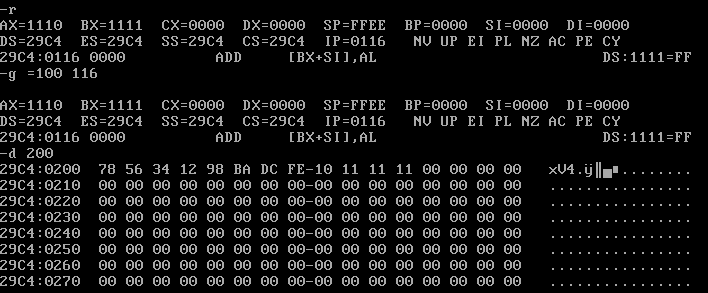 -r
AX=1110  BX=1111  CX=0000  DX=0000  SP=FFEE  BP=0000  SI=0000  DI=0000
DS=29C4  ES=29C4  SS=29C4  CS=29C4  IP=0116   NV UP EI PL NZ AC PE CY
29C4:0116 0000          ADD     [BX+SI],AL                         DS:1111=FF
-g =100 116

AX=1110  BX=1111  CX=0000  DX=0000  SP=FFEE  BP=0000  SI=0000  DI=0000
DS=29C4  ES=29C4  SS=29C4  CS=29C4  IP=0116   NV UP EI PL NZ AC PE CY
29C4:0116 0000          ADD     [BX+SI],AL                         DS:1111=FF
-d 200
29C4:0200  78 56 34 12 98 BA DC FE-10 11 11 11 00 00 00 00   xV4.ÿ║▄■........
29C4:0210  00 00 00 00 00 00 00 00-00 00 00 00 00 00 00 00   ................
29C4:0220  00 00 00 00 00 00 00 00-00 00 00 00 00 00 00 00   ................
29C4:0230  00 00 00 00 00 00 00 00-00 00 00 00 00 00 00 00   ................
29C4:0240  00 00 00 00 00 00 00 00-00 00 00 00 00 00 00 00   ................
29C4:0250  00 00 00 00 00 00 00 00-00 00 00 00 00 00 00 00   ................
29C4:0260  00 00 00 00 00 00 00 00-00 00 00 00 00 00 00 00   ................
29C4:0270  00 00 00 00 00 00 00 00-00 00 00 00 00 00 00 00   ................